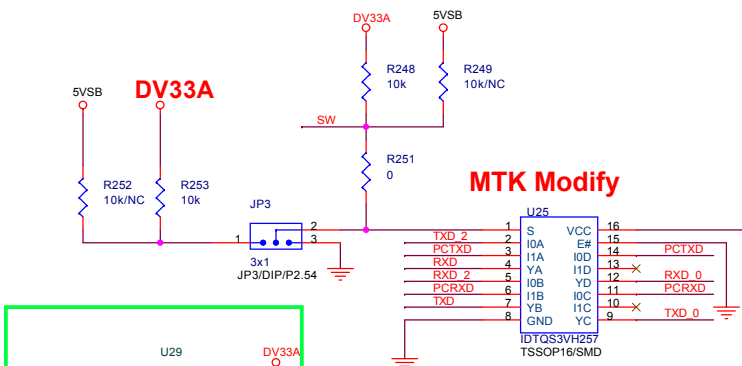 DV33A
5VSB
R248
10k
R249
10k/NC
5VSB
DV33A
SW
R251
0
R252
10k/NC
R253
10k
MTK Modify
JP3
1
2
3
3x1
JP3/DIP/P2.54
U25
1 S VCC 16
TXD_2 2 I0A E# 15
PCTXD 3 I1A I0D 14 PCTXD
RXD 4 YA I1D 13
RXD_2 5 I0B YD 12 RXD_0
PCRXD 6 I1B I0C 11 PCRXD
TXD 7 YB I1C 10
8 GND YC 9 TXD_0
IDTQS3VH257
TSSOP16/SMD
U29
DV33A